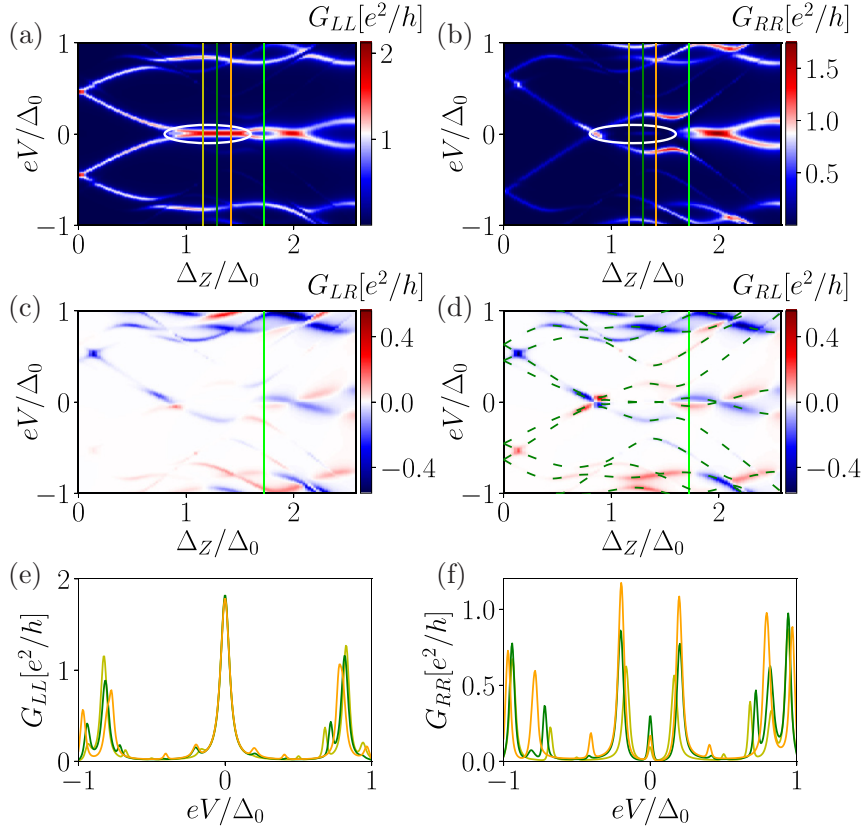 (a) G_{LL}[e^2/h] (b) G_{RR}[e^2/h]
1 2 1 1.5
eV/Δ_0 0 1 eV/Δ_0 0 1.0
−1 −1 0.5
0 1 2 0 1 2
Δ_Z/Δ_0 Δ_Z/Δ_0
(c) G_{LR}[e^2/h] (d) G_{RL}[e^2/h]
1 0.4 1 0.4
eV/Δ_0 0 0.0 eV/Δ_0 0 0.0
−1 −0.4 −1 −0.4
0 1 2 0 1 2
Δ_Z/Δ_0 Δ_Z/Δ_0
(e) (f)
2 1.0
G_{LL}[e^2/h] 1 G_{RR}[e^2/h] 0.5
0 0.0
−1 0 1 −1 0 1
eV/Δ_0 eV/Δ_0